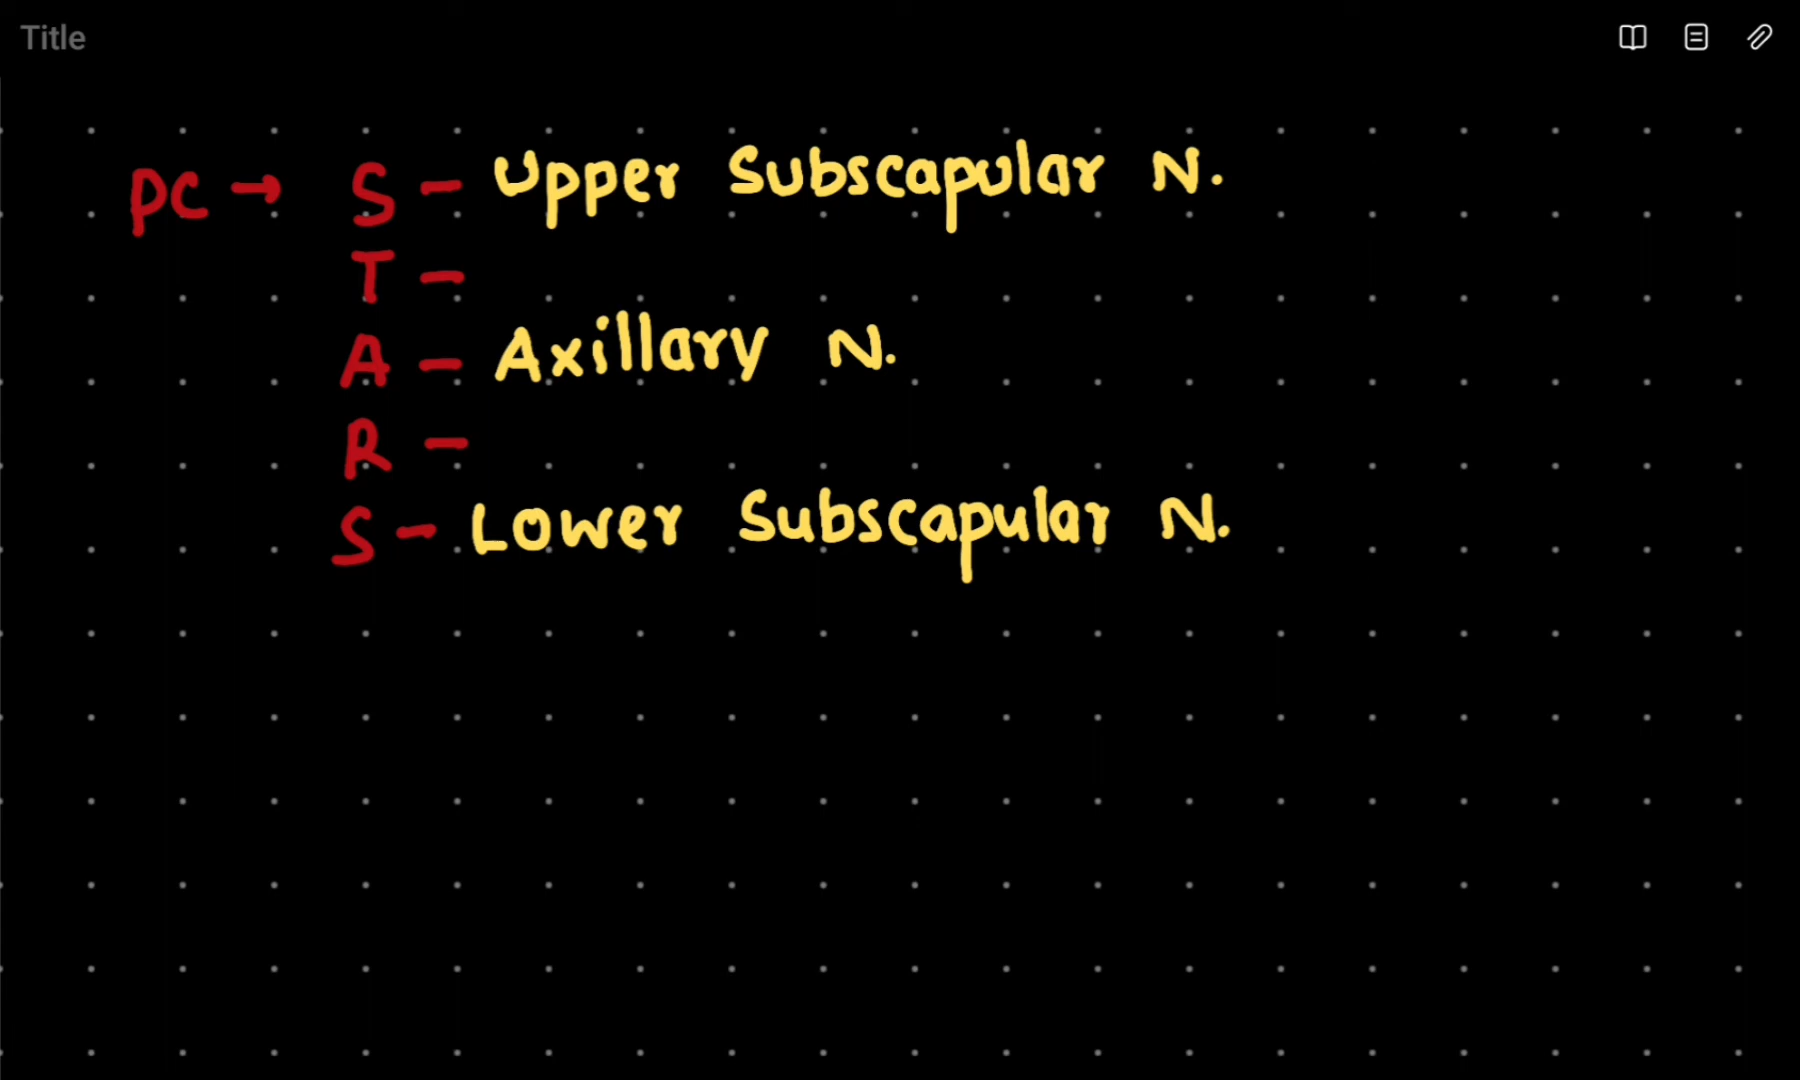 Title
PC → S - Upper Subscapular N.
T -
A - Axillary N.
R -
S - Lower Subscapular N.